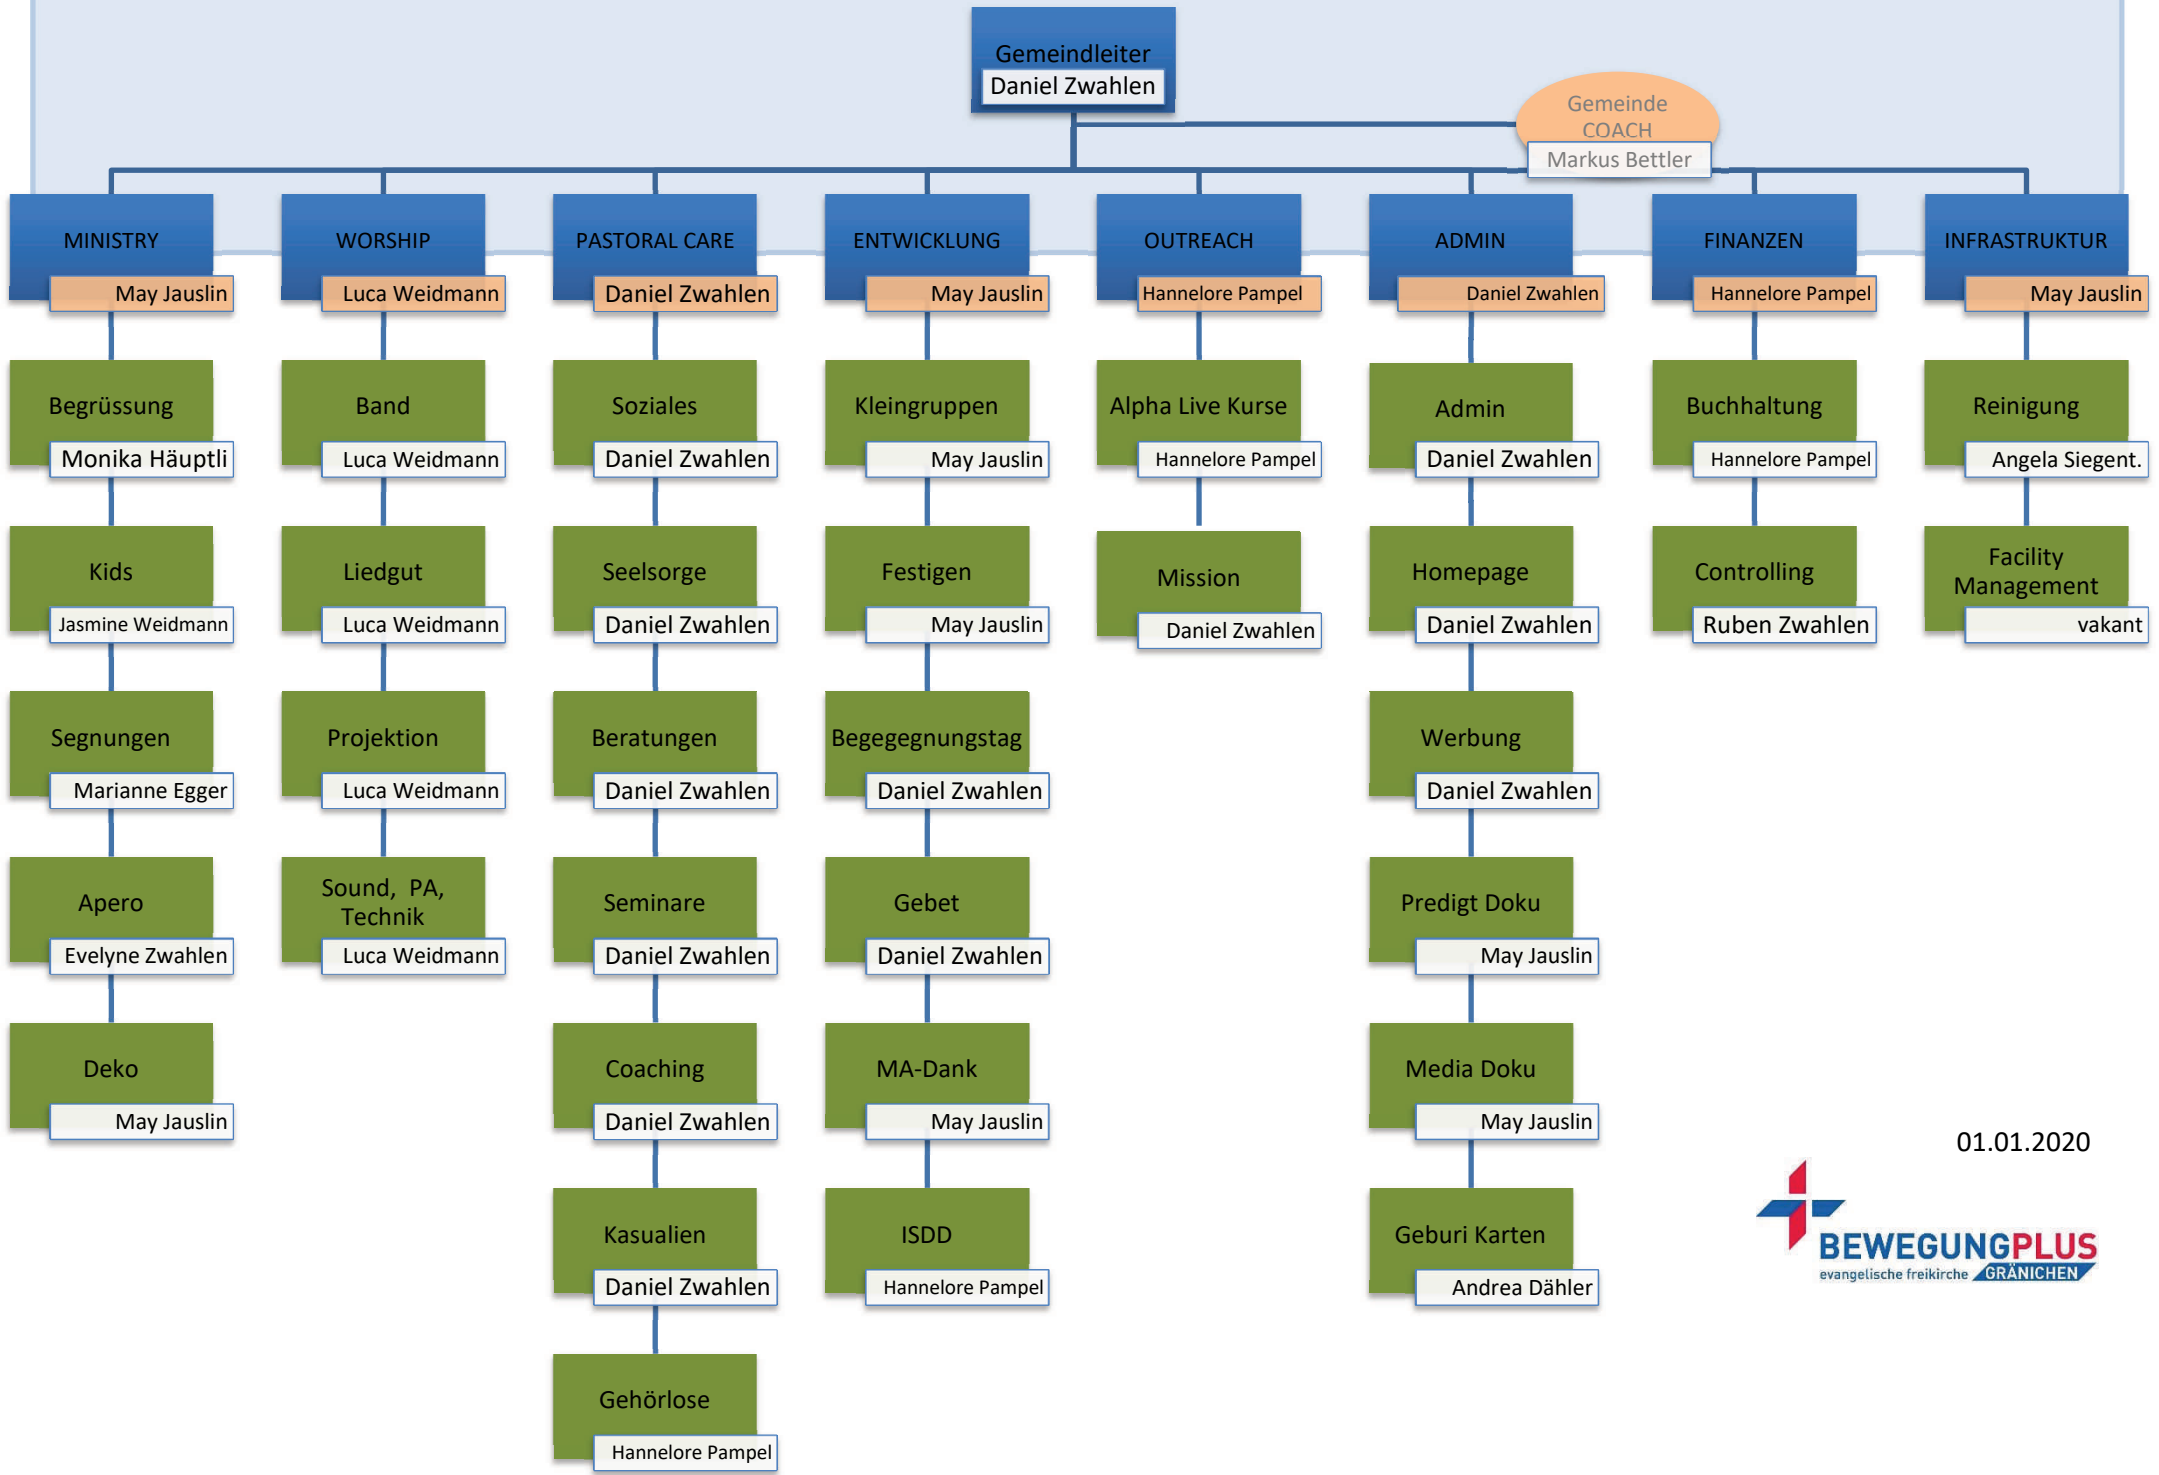 Gemeindleiter
Daniel Zwahlen
Gemeinde
COACH
Markus Bettler
MINISTRY
May Jauslin
Begrüssung
Monika Häuptli
Kids
Jasmine Weidmann
Segnungen
Marianne Egger
Apero
Evelyne Zwahlen
Deko
May Jauslin
WORSHIP
Luca Weidmann
Band
Luca Weidmann
Liedgut
Luca Weidmann
Projektion
Luca Weidmann
Sound, PA,
Technik
Luca Weidmann
PASTORAL CARE
Daniel Zwahlen
Soziales
Daniel Zwahlen
Seelsorge
Daniel Zwahlen
Beratungen
Daniel Zwahlen
Seminare
Daniel Zwahlen
Coaching
Daniel Zwahlen
Kasualien
Daniel Zwahlen
Gehörlose
Hannelore Pampel
ENTWICKLUNG
May Jauslin
Kleingruppen
May Jauslin
Festigen
May Jauslin
Begegegnungstag
Daniel Zwahlen
Gebet
Daniel Zwahlen
MA-Dank
May Jauslin
ISDD
Hannelore Pampel
OUTREACH
Hannelore Pampel
Alpha Live Kurse
Hannelore Pampel
Mission
Daniel Zwahlen
ADMIN
Daniel Zwahlen
Admin
Daniel Zwahlen
Homepage
Daniel Zwahlen
Werbung
Daniel Zwahlen
Predigt Doku
May Jauslin
Media Doku
May Jauslin
Geburi Karten
Andrea Dähler
FINANZEN
Hannelore Pampel
Buchhaltung
Hannelore Pampel
Controlling
Ruben Zwahlen
INFRASTRUKTUR
May Jauslin
Reinigung
Angela Siegent.
Facility
Management
vakant
01.01.2020
BEWEGUNGPLUS
evangelische freikirche GRÄNICHEN